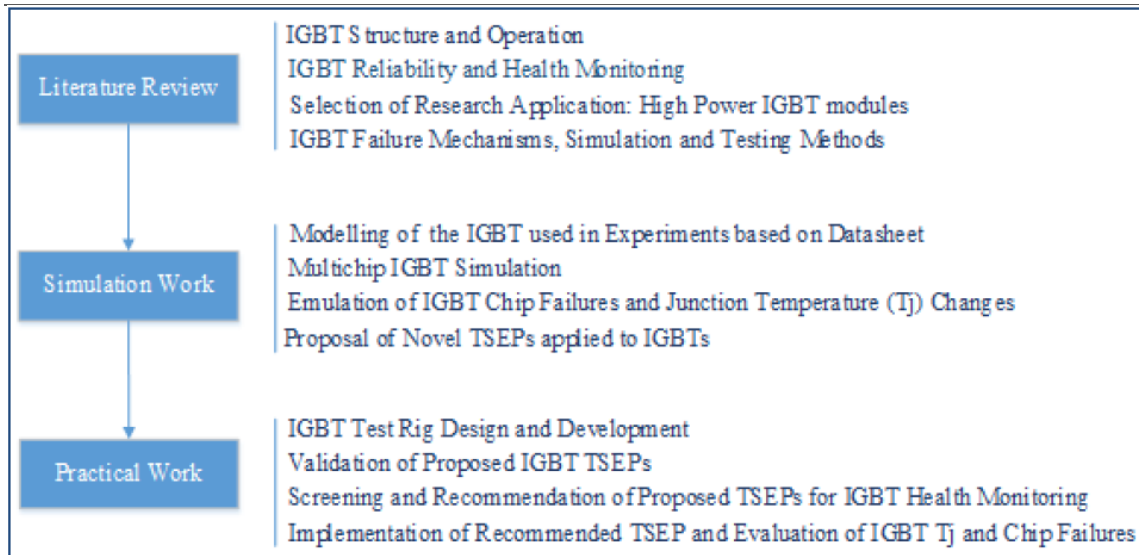 Literature Review
IGBT Structure and Operation
IGBT Reliability and Health Monitoring
Selection of Research Application: High Power IGBT modules
IGBT Failure Mechanisms, Simulation and Testing Methods
Simulation Work
Modelling of the IGBT used in Experiments based on Datasheet
Multichip IGBT Simulation
Emulation of IGBT Chip Failures and Junction Temperature (Tj) Changes
Proposal of Novel TSEPs applied to IGBTs
Practical Work
IGBT Test Rig Design and Development
Validation of Proposed IGBT TSEPs
Screening and Recommendation of Proposed TSEPs for IGBT Health Monitoring
Implementation of Recommended TSEP and Evaluation of IGBT Tj and Chip Failures